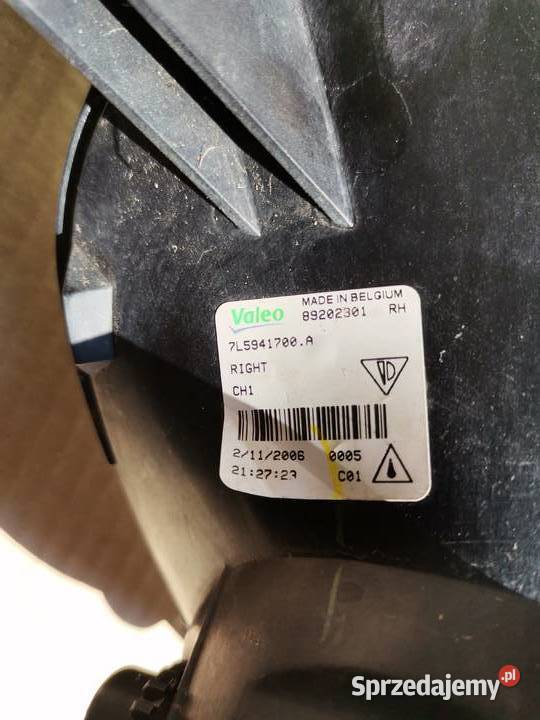 Valeo MADE IN BELGIUM
89202301 RH
7L5941700.A
RIGHT
CH1
2/11/2006 0005
21:27:23 C01
Sprzedajemy.pl